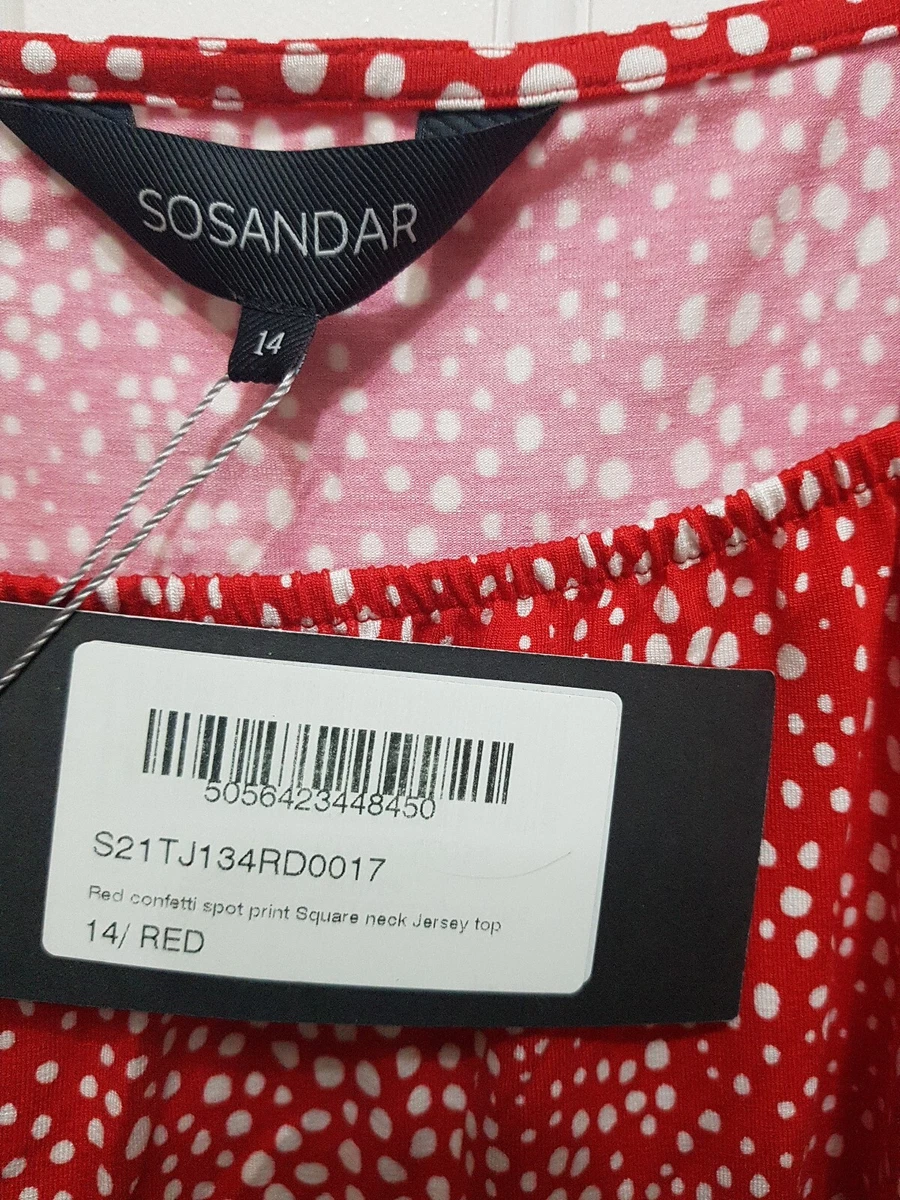 SOSANDAR
14
5056423448450
S21TJ134RD0017
Red confetti spot print Square neck Jersey top
14/ RED